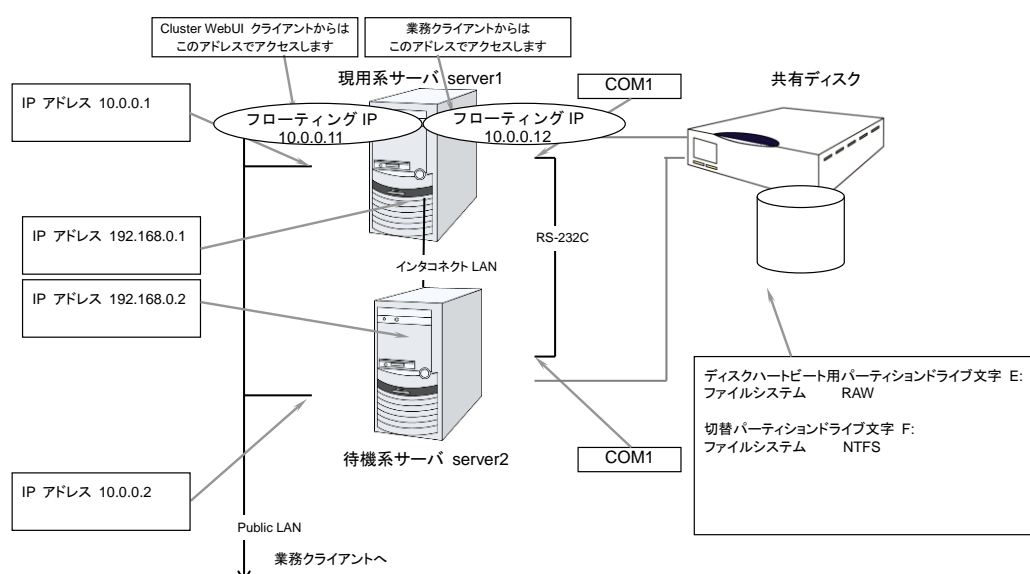 Cluster WebUI クライアントからは
このアドレスでアクセスします
業務クライアントからは
このアドレスでアクセスします
現用系サーバ server1
COM1
共有ディスク
IP アドレス 10.0.0.1
フローティング IP
10.0.0.11
フローティング IP
10.0.0.12
IP アドレス 192.168.0.1
RS-232C
インタコネクト LAN
IP アドレス 192.168.0.2
ディスクハートビート用パーティションドライブ文字 E:
ファイルシステム RAW
切替パーティションドライブ文字 F:
ファイルシステム NTFS
待機系サーバ server2
COM1
IP アドレス 10.0.0.2
Public LAN
業務クライアントへ